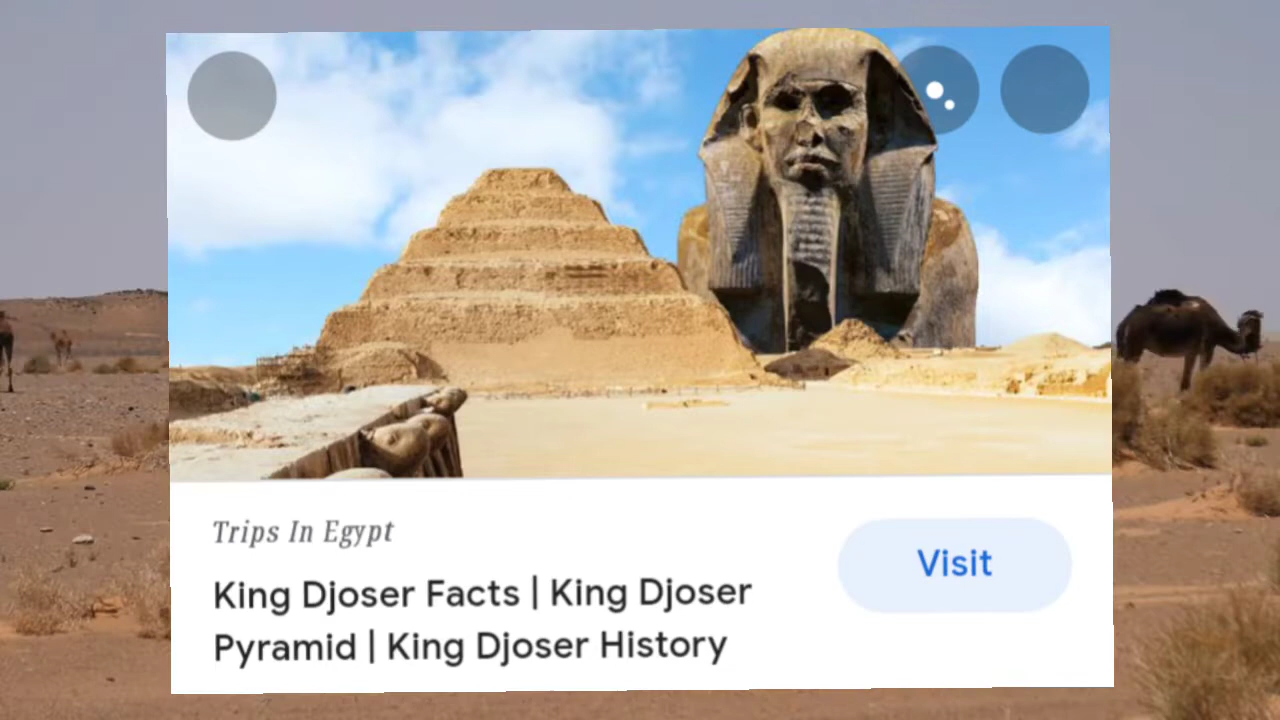 Trips In Egypt
Visit
King Djoser Facts | King Djoser
Pyramid | King Djoser History